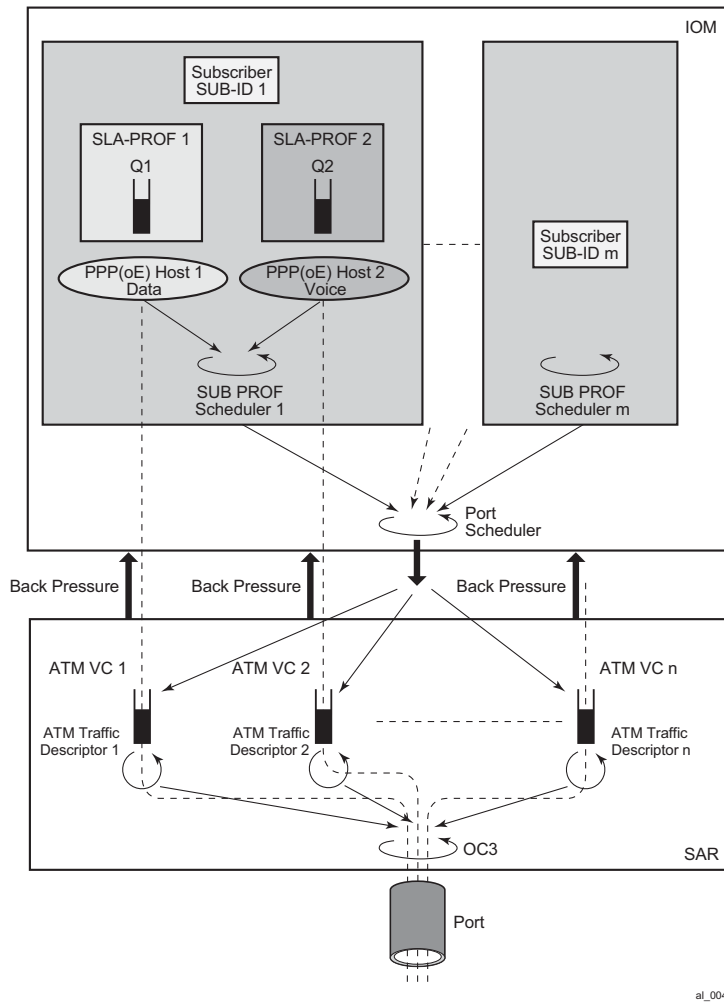 IOM
Subscriber
SUB-ID 1
SLA-PROF 1
Q1
SLA-PROF 2
Q2
PPP(oE) Host 1
Data
PPP(oE) Host 2
Voice
SUB PROF
Scheduler 1
Subscriber
SUB-ID m
SUB PROF
Scheduler m
Port
Scheduler
Back Pressure
Back Pressure
Back Pressure
ATM VC 1
ATM VC 2
ATM VC n
ATM Traffic
Descriptor 1
ATM Traffic
Descriptor 2
ATM Traffic
Descriptor n
OC3
SAR
Port
al_004